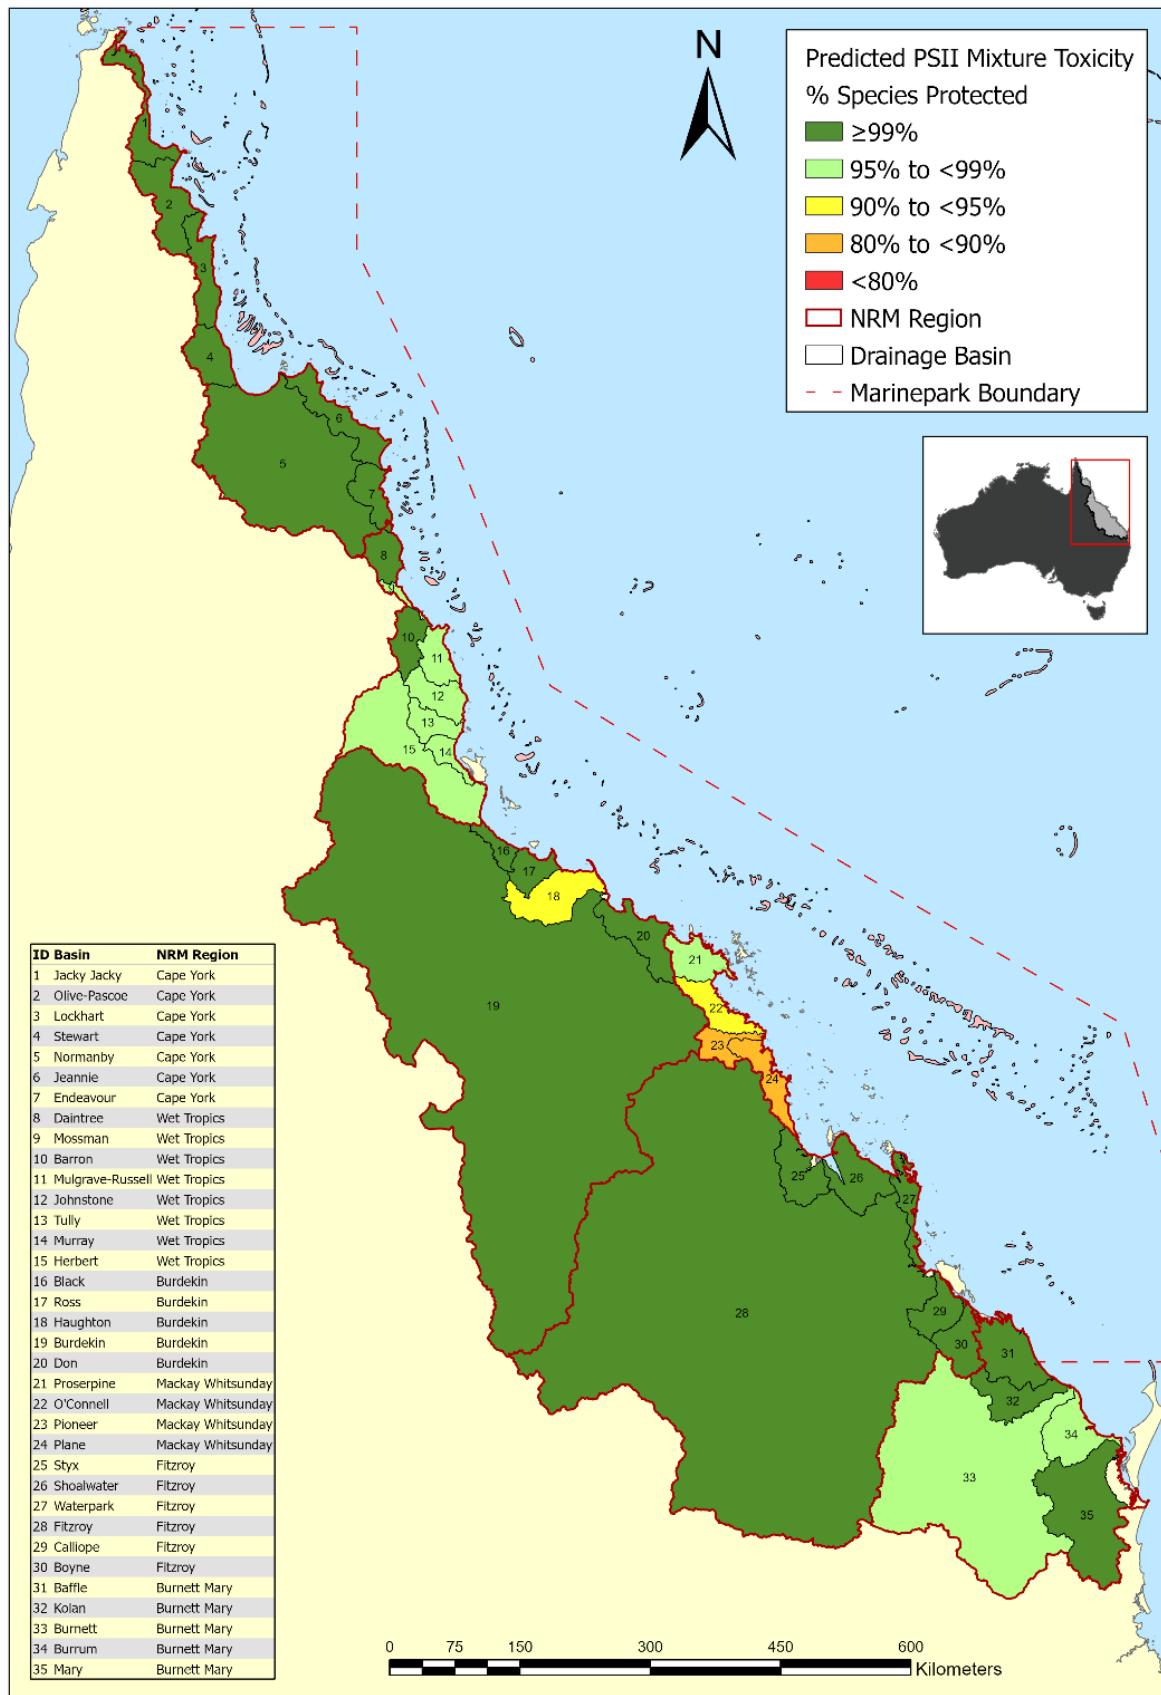 N
Predicted PSII Mixture Toxicity
% Species Protected
≥99%
95% to <99%
90% to <95%
80% to <90%
<80%
NRM Region
Drainage Basin
Marinepark Boundary
1
2
3
4
5
6
7
8
9
10
11
12
13
14
15
16
17
18
19
20
21
22
23
24
25
26
27
28
29
30
31
32
33
34
35
ID Basin NRM Region
1 Jacky Jacky Cape York
2 Olive-Pascoe Cape York
3 Lockhart Cape York
4 Stewart Cape York
5 Normanby Cape York
6 Jeannie Cape York
7 Endeavour Cape York
8 Daintree Wet Tropics
9 Mossman Wet Tropics
10 Barron Wet Tropics
11 Mulgrave-Russell Wet Tropics
12 Johnstone Wet Tropics
13 Tully Wet Tropics
14 Murray Wet Tropics
15 Herbert Wet Tropics
16 Black Burdekin
17 Ross Burdekin
18 Haughton Burdekin
19 Burdekin Burdekin
20 Don Burdekin
21 Proserpine Mackay Whitsunday
22 O'Connell Mackay Whitsunday
23 Pioneer Mackay Whitsunday
24 Plane Mackay Whitsunday
25 Styx Fitzroy
26 Shoalwater Fitzroy
27 Waterpark Fitzroy
28 Fitzroy Fitzroy
29 Calliope Fitzroy
30 Boyne Fitzroy
31 Baffle Burnett Mary
32 Kolan Burnett Mary
33 Burnett Burnett Mary
34 Burrum Burnett Mary
35 Mary Burnett Mary
0 75 150 300 450 600
Kilometers